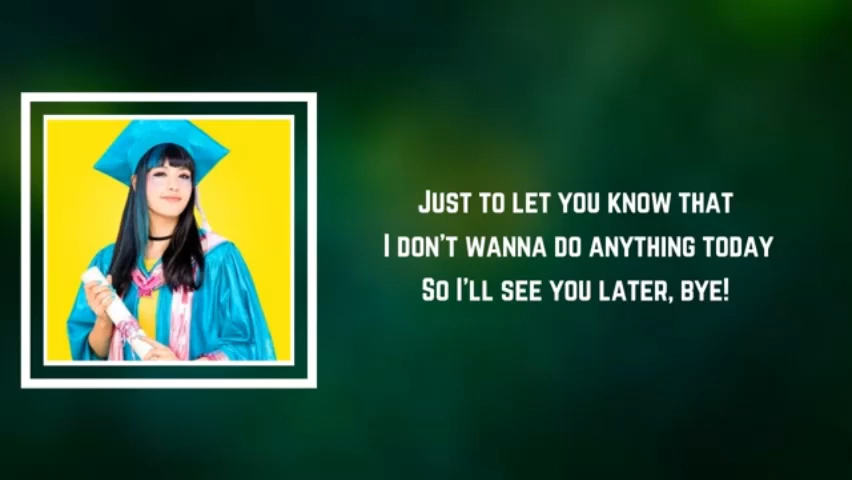 Just to let you know that
I don't wanna do anything today
So I'll see you later, bye!